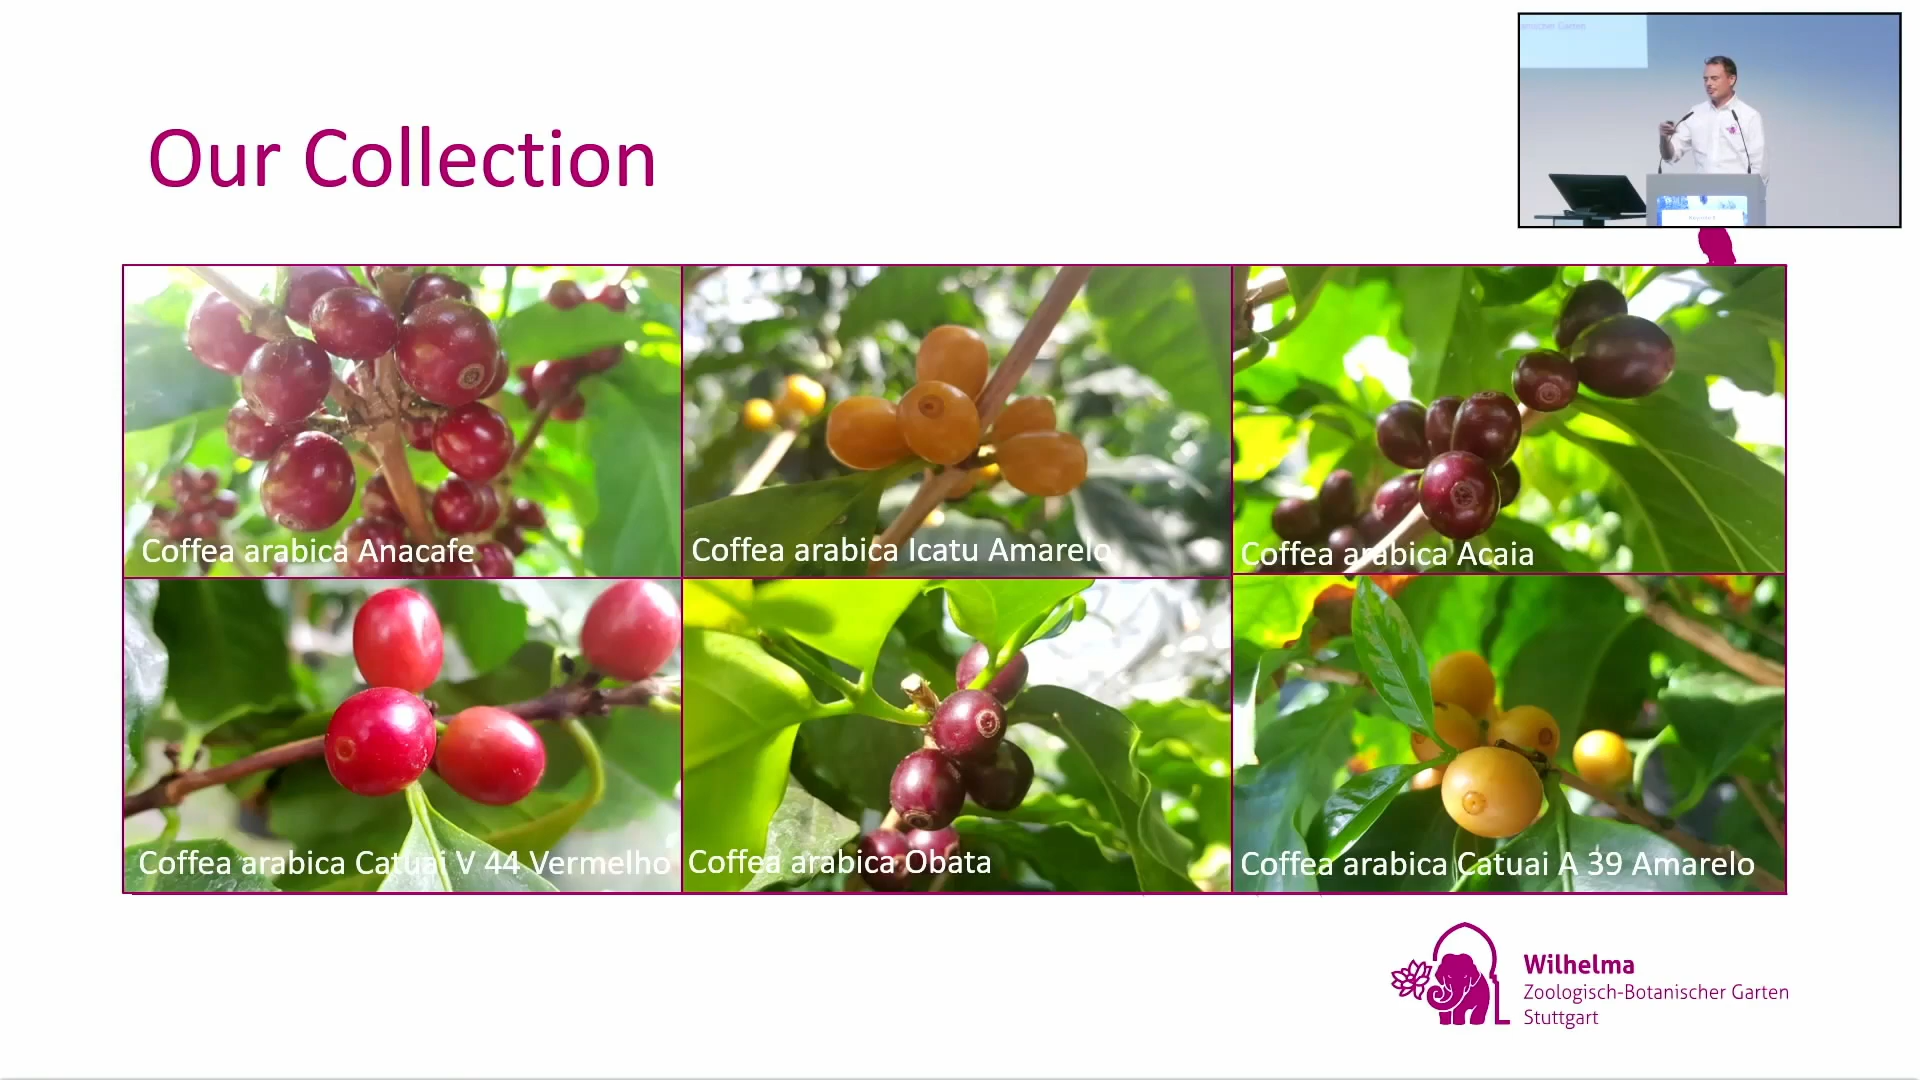 Our Collection
Coffea arabica Anacafe
Coffea arabica Icatu Amarelo
Coffea arabica Acaia
Coffea arabica Catuai V 44 Vermelho
Coffea arabica Obata
Coffea arabica Catuai A 39 Amarelo
Wilhelma
Zoologisch-Botanischer Garten
Stuttgart